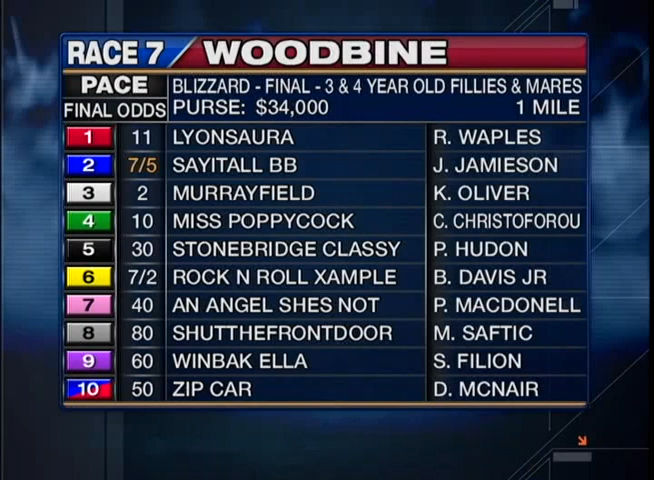 RACE 7 / WOODBINE
PACE
BLIZZARD - FINAL - 3 & 4 YEAR OLD FILLIES & MARES
FINAL ODDS PURSE: $34,000 1 MILE
1 11 LYONSAURA R. WAPLES
2 7/5 SAYITALL BB J. JAMIESON
3 2 MURRAYFIELD K. OLIVER
4 10 MISS POPPYCOCK C. CHRISTOFOROU
5 30 STONEBRIDGE CLASSY P. HUDON
6 7/2 ROCK N ROLL XAMPLE B. DAVIS JR
7 40 AN ANGEL SHES NOT P. MACDONELL
8 80 SHUTTHEFRONTDOOR M. SAFTIC
9 60 WINBAK ELLA S. FILION
10 50 ZIP CAR D. MCNAIR